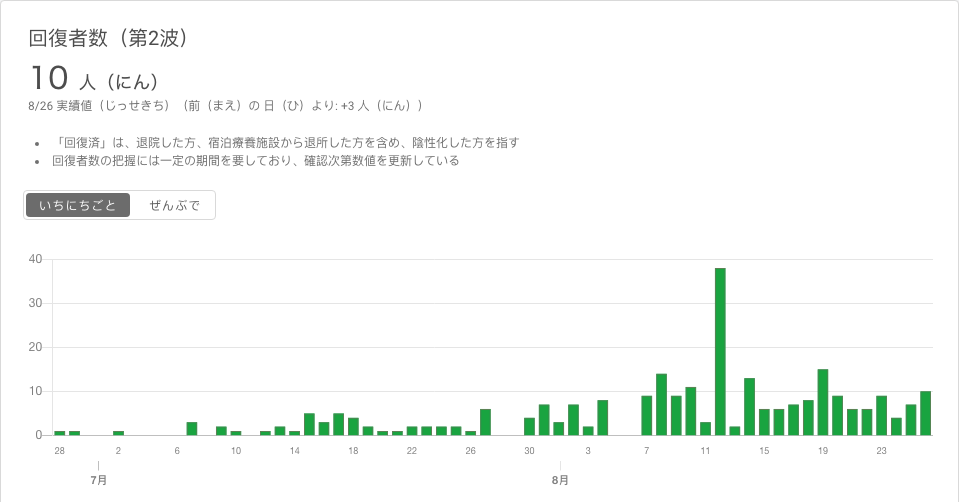 回復者数（第2波）
10 人（にん）
8/26 実績値（じっせきち）（前（まえ）の 日（ひ）より: +3 人（にん））
• 「回復済」は、退院した方、宿泊療養施設から退所した方を含め、陰性化した方を指す
• 回復者数の把握には一定の期間を要しており、確認次第数値を更新している
いちにちごと ぜんぶで
40
30
20
10
0
28 2 6 10 14 18 22 26 30 3 7 11 15 19 23
7月 8月